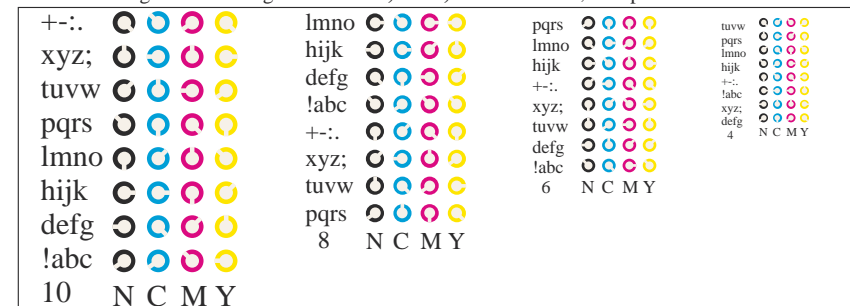 +-:.
xyz;
tuvw
pqrs
lmno
hijk
defg
!abc
10 N C M Y
lmno
hijk
defg
!abc
+-:.
xyz;
tuvw
pqrs
8 N C M Y
pqrs
lmno
hijk
+-:.
xyz;
tuvw
defg
!abc
6 N C M Y
tuvw
pqrs
lmno
hijk
+-:.
!abc
xyz;
defg
4 N C M Y